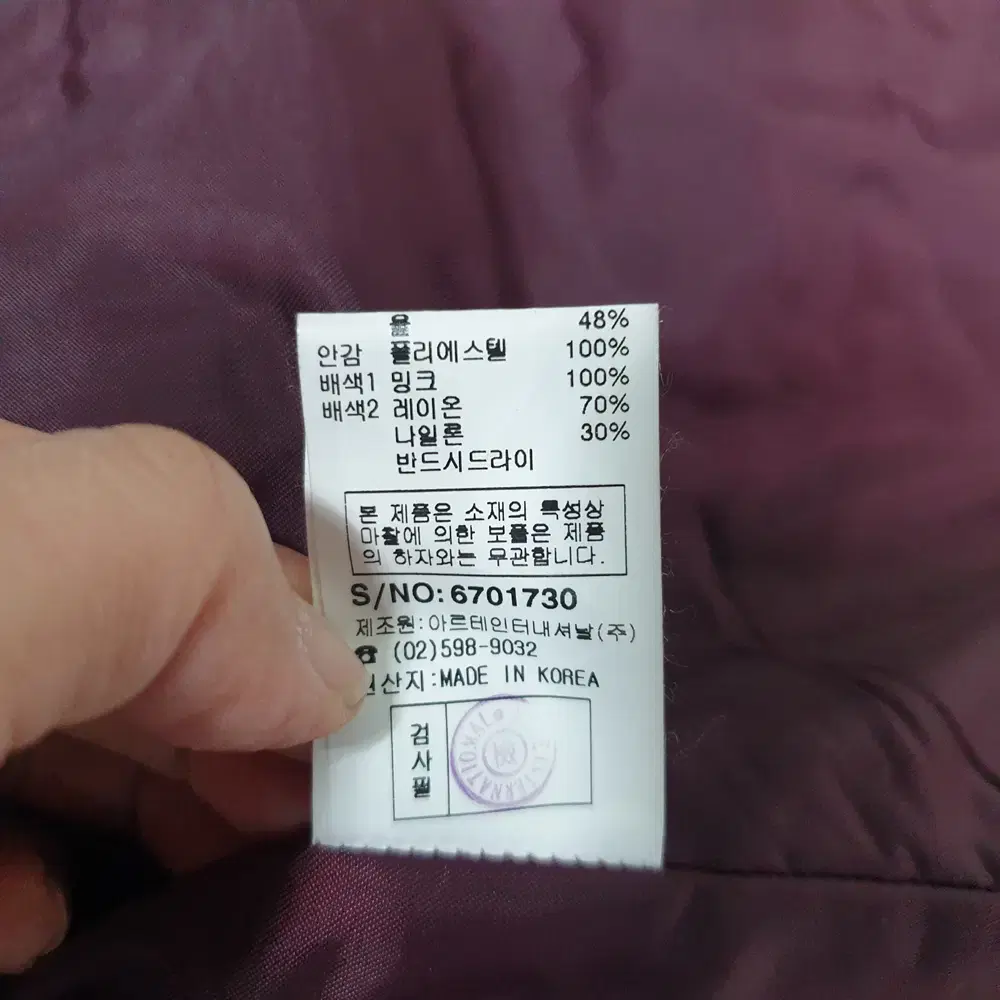 울 48%
안감 폴리에스텔 100%
배색1 밍크 100%
배색2 레이온 70%
나일론 30%
반드시드라이
본 제품은 소재의 특성상
마찰에 의한 보풀은 제품
의 하자와는 무관합니다.
S/NO: 6701730
제조원:아르테인터내셔날(주)
☎ (02)598-9032
원산지:MADE IN KOREA
검사필
INTERNATIONAL